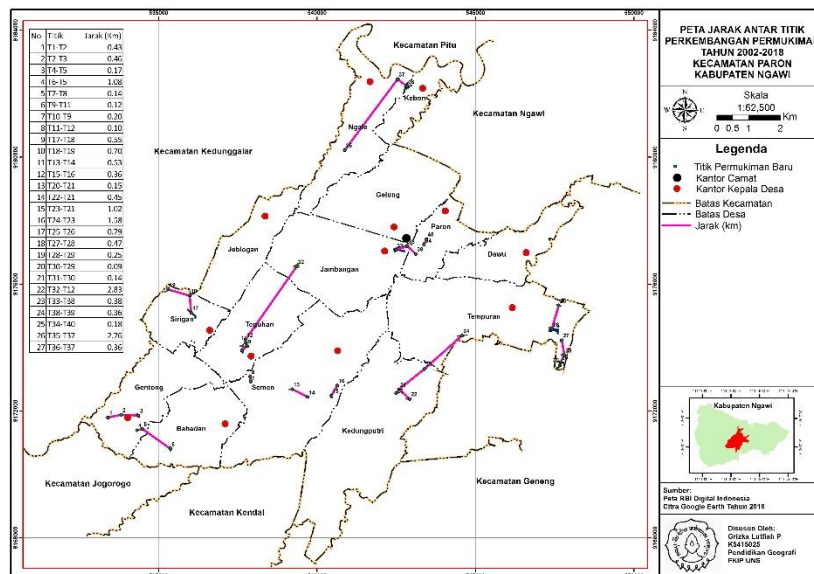 535000 540000 545000 550000
9184000
9180000
9176000
9172000
9168000
No Titik Jarak (Km)
1 T1-T2 0.43
2 T2-T3 0.46
3 T4-T5 0.17
4 T6-T5 1.08
5 T7-T8 0.14
6 T9-T11 0.12
7 T10-T9 0.20
8 T11-T12 0.10
9 T17-T18 0.55
10 T18-T19 0.70
11 T13-T14 0.53
12 T15-T16 0.36
13 T20-T21 0.15
14 T22-T21 0.45
15 T23-T21 1.02
16 T24-T23 1.58
17 T25-T26 0.79
18 T27-T28 0.47
19 T28-T29 0.25
20 T30-T29 0.09
21 T31-T30 0.14
22 T32-T12 2.83
23 T33-T38 0.38
24 T38-T39 0.36
25 T34-T40 0.18
26 T35-T37 2.76
27 T36-T37 0.36
Kecamatan Pitu
Kecamatan Ngawi
Kecamatan Kedunggalar
Kecamatan Jogorogo
Kecamatan Kendal
Kecamatan Geneng
Kebon
Ngale
Gelung
Paron
Dawu
Jeblogan
Jambangan
Tempuran
Sirigan
Teguhan
Gentong
Semen
Bahadan
Kedungputri
PETA JARAK ANTAR TITIK
PERKEMBANGAN PERMUKIMAN
TAHUN 2002-2018
KECAMATAN PARON
KABUPATEN NGAWI
Skala
1:62,500
Km
0 0.5 1 2
Legenda
Titik Permukiman Baru
Kantor Camat
Kantor Kepala Desa
Batas Kecamatan
Batas Desa
Jarak (km)
Kabupaten Ngawi
Sumber:
Peta RBI Digital Indonesia
Citra Google Earth Tahun 2018
Disusun Oleh:
Grizka Lutfiah P
K5415025
Pendidikan Geografi
FKIP UNS